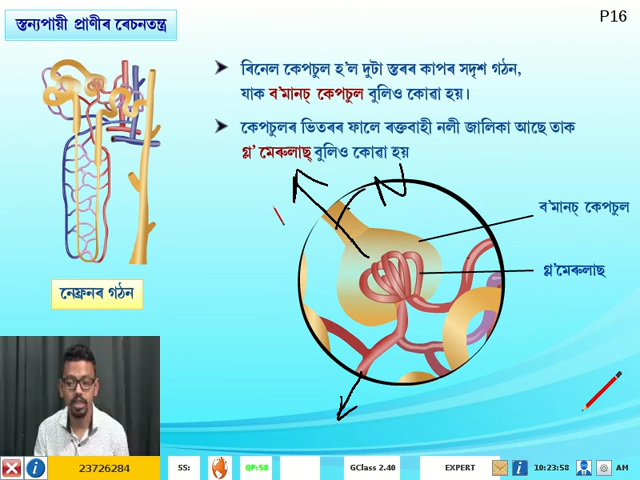 স্তন্যপায়ী প্ৰাণীৰ ৰেচনতন্ত্ৰ
P16
ৰিনেল কেপচুল হ'ল দুটা স্তৰৰ কাপৰ সদৃশ গঠন,
যাক ব'মানচ্ কেপচুল বুলিও কোৱা হয়।
কেপচুলৰ ভিতৰৰ ফালে ৰক্তবাহী নলী জালিকা আছে তাক
গ্ল' মেৰুলাছ্ বুলিও কোৱা হয়
ব'মানচ্ কেপচুল
গ্ল'মেৰুলাছ
নেফ্ৰনৰ গঠন
23726284
SS:
QP:58
GClass 2.40
EXPERT
10:23:58
AM